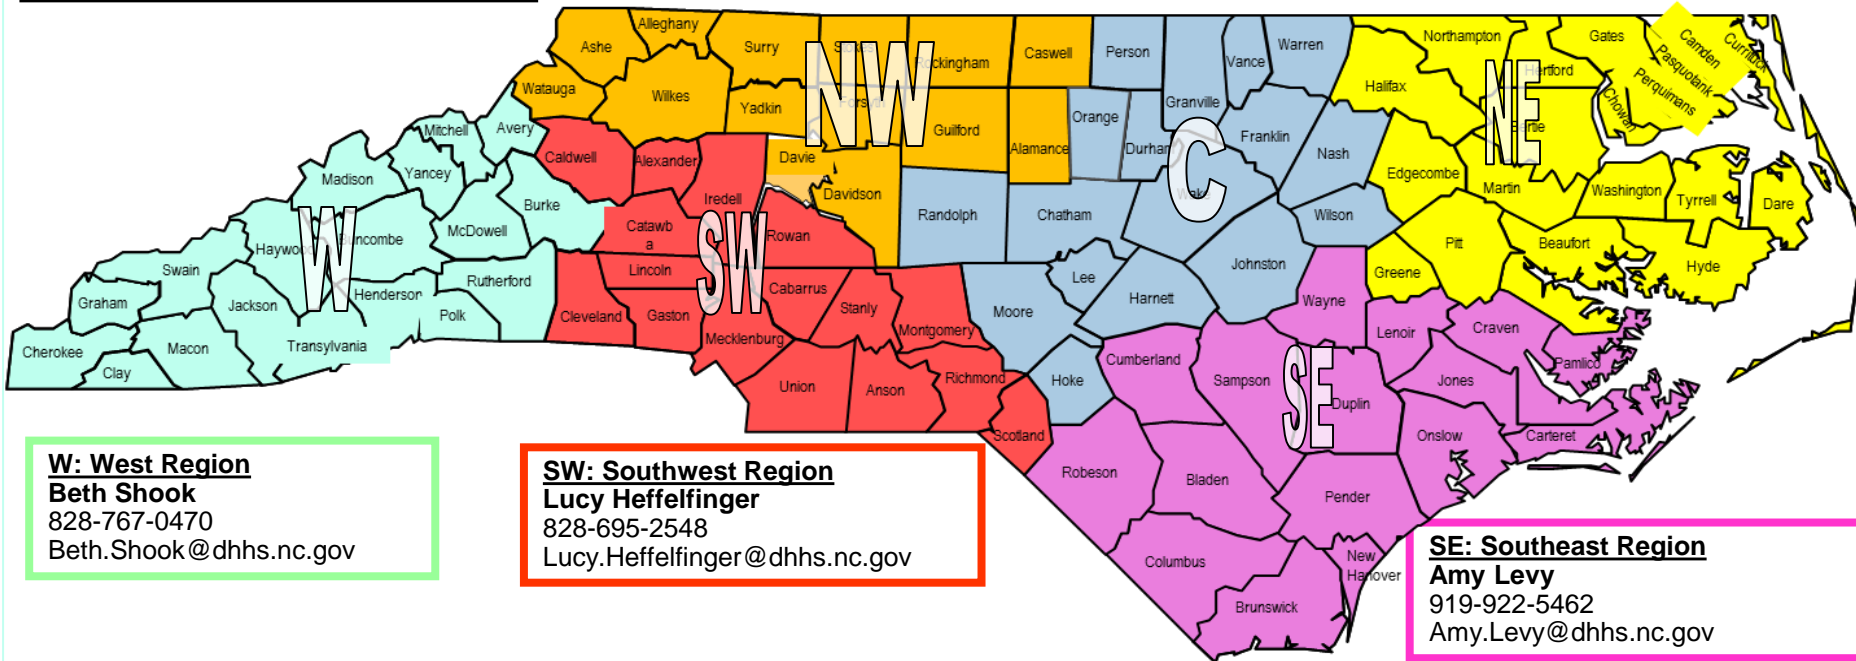 Alleghany
Ashe
Surry
Stokes
Rockingham
Caswell
Person
Vance
Warren
Northampton
Gates
Camden
Currituck
Pasquotank
Perquimans
Chowan
Hertford
Halifax
NE
Bertie
Watauga
Wilkes
Yadkin
Forsyth
NW
Guilford
Alamance
Orange
Durham
Granville
Franklin
Nash
C
Wake
Edgecombe
Martin
Washington
Tyrrell
Dare
Mitchell
Avery
Caldwell
Alexander
Iredell
Davie
Davidson
Randolph
Chatham
Wilson
Pitt
Beaufort
Hyde
Greene
Madison
Yancey
Burke
McDowell
Catawb
a
Rowan
SW
Lincoln
Haywood
Buncombe
W
Swain
Graham
Jackson
Henderson
Rutherford
Polk
Cleveland
Gaston
Cabarrus
Stanly
Montgomery
Moore
Lee
Harnett
Johnston
Wayne
Lenoir
Craven
Pamlico
Cherokee
Clay
Macon
Transylvania
Mecklenburg
Union
Anson
Richmond
Scotland
Hoke
Cumberland
Sampson
SE
Duplin
Jones
Onslow
Carteret
Robeson
Bladen
Pender
Columbus
New
Hanover
Brunswick
W: West Region
Beth Shook
828-767-0470
Beth.Shook@dhhs.nc.gov
SW: Southwest Region
Lucy Heffelfinger
828-695-2548
Lucy.Heffelfinger@dhhs.nc.gov
SE: Southeast Region
Amy Levy
919-922-5462
Amy.Levy@dhhs.nc.gov